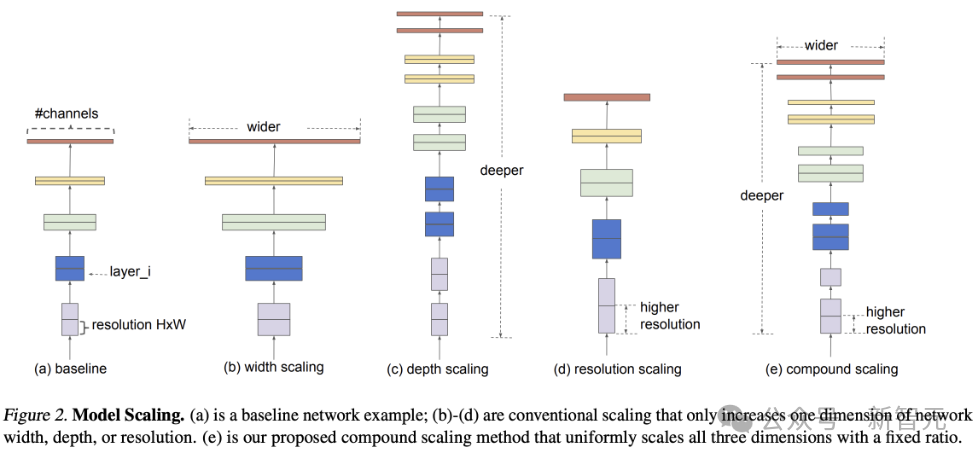 #channels
wider
deeper
layer_i
resolution HxW
higher
resolution
wider
deeper
higher
resolution
(a) baseline
(b) width scaling
(c) depth scaling
(d) resolution scaling
(e) compound scaling
Figure 2. Model Scaling. (a) is a baseline network example; (b)-(d) are conventional scaling that only increases one dimension of network
width, depth, or resolution. (e) is our proposed compound scaling method that uniformly scales all three dimensions with a fixed ratio.
公众号 · 新智元